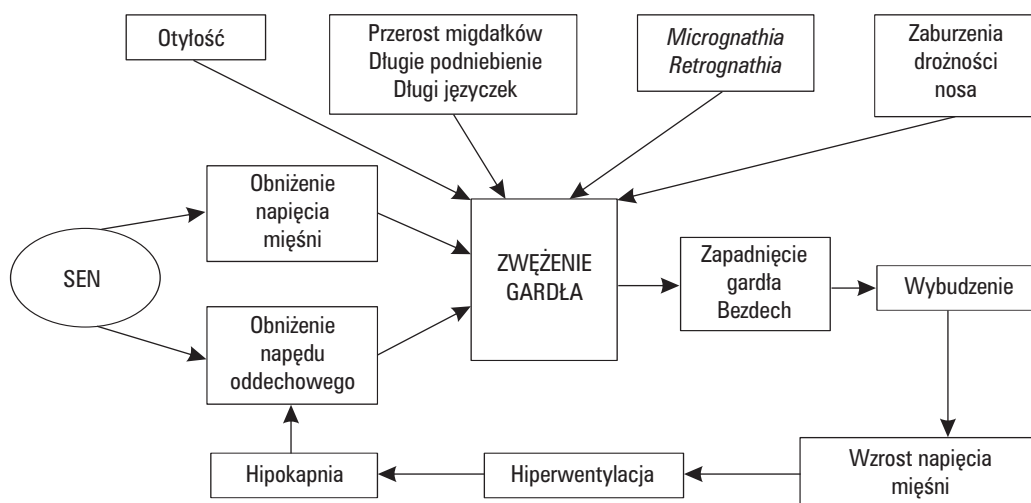 Otyłość
Przerost migdałków
Długie podniebienie
Długi języczek
Micrognathia
Retrognathia
Zaburzenia
drożności
nosa
Obniżenie
napięcia
mięśni
SEN
ZWĘŻENIE
GARDŁA
Zapadnięcie
gardła
Bezdech
Wybudzenie
Obniżenie
napędu
oddechowego
Hipokapnia
Hiperwentylacja
Wzrost napięcia
mięśni